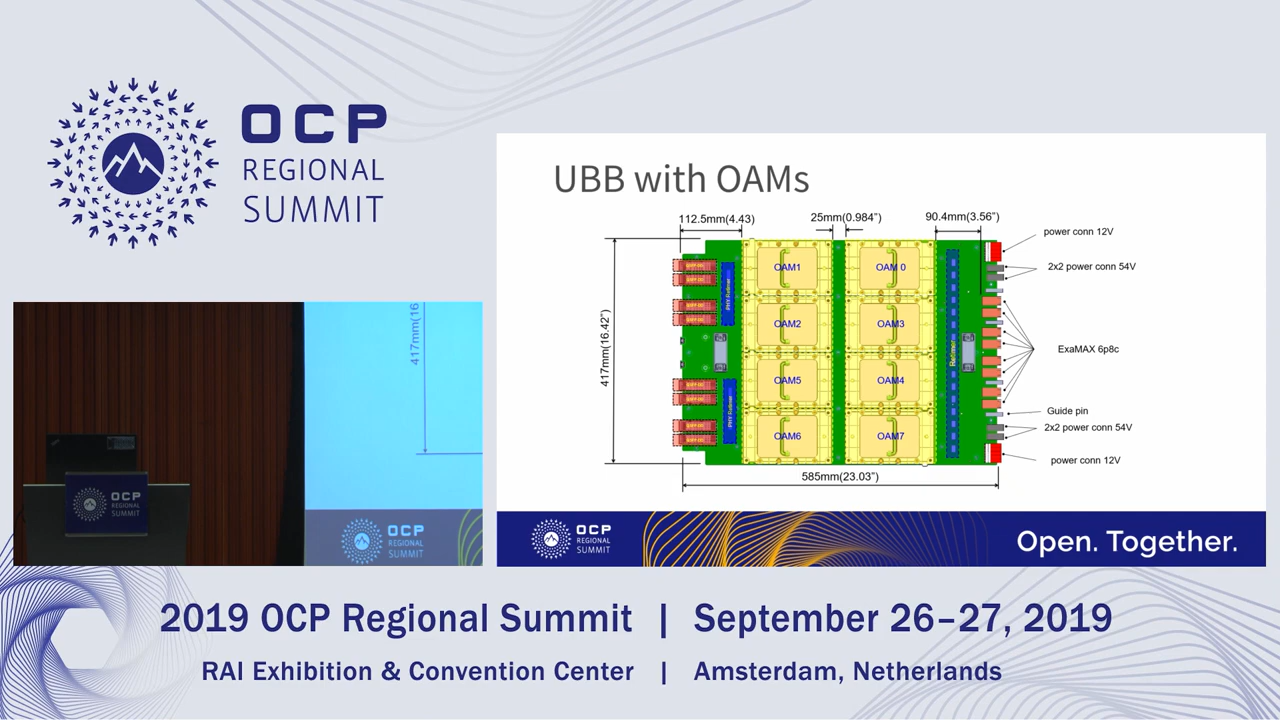 OCP
REGIONAL
SUMMIT
UBB with OAMs
112.5mm(4.43)
25mm(0.984")
90.4mm(3.56")
power conn 12V
2x2 power conn 54V
OAM1
OAM 0
OAM2
OAM3
417mm(16.42')
Retimer
ExaMAX 6p8c
OAM5
OAM4
Guide pin
2x2 power conn 54V
OAM6
OAM7
power conn 12V
585mm(23.03")
417mm(16
OCP
REGIONAL
SUMMIT
OCP
REGIONAL
SUMMIT
OCP
REGIONAL
SUMMIT
Open. Together.
2019 OCP Regional Summit | September 26–27, 2019
RAI Exhibition & Convention Center | Amsterdam, Netherlands